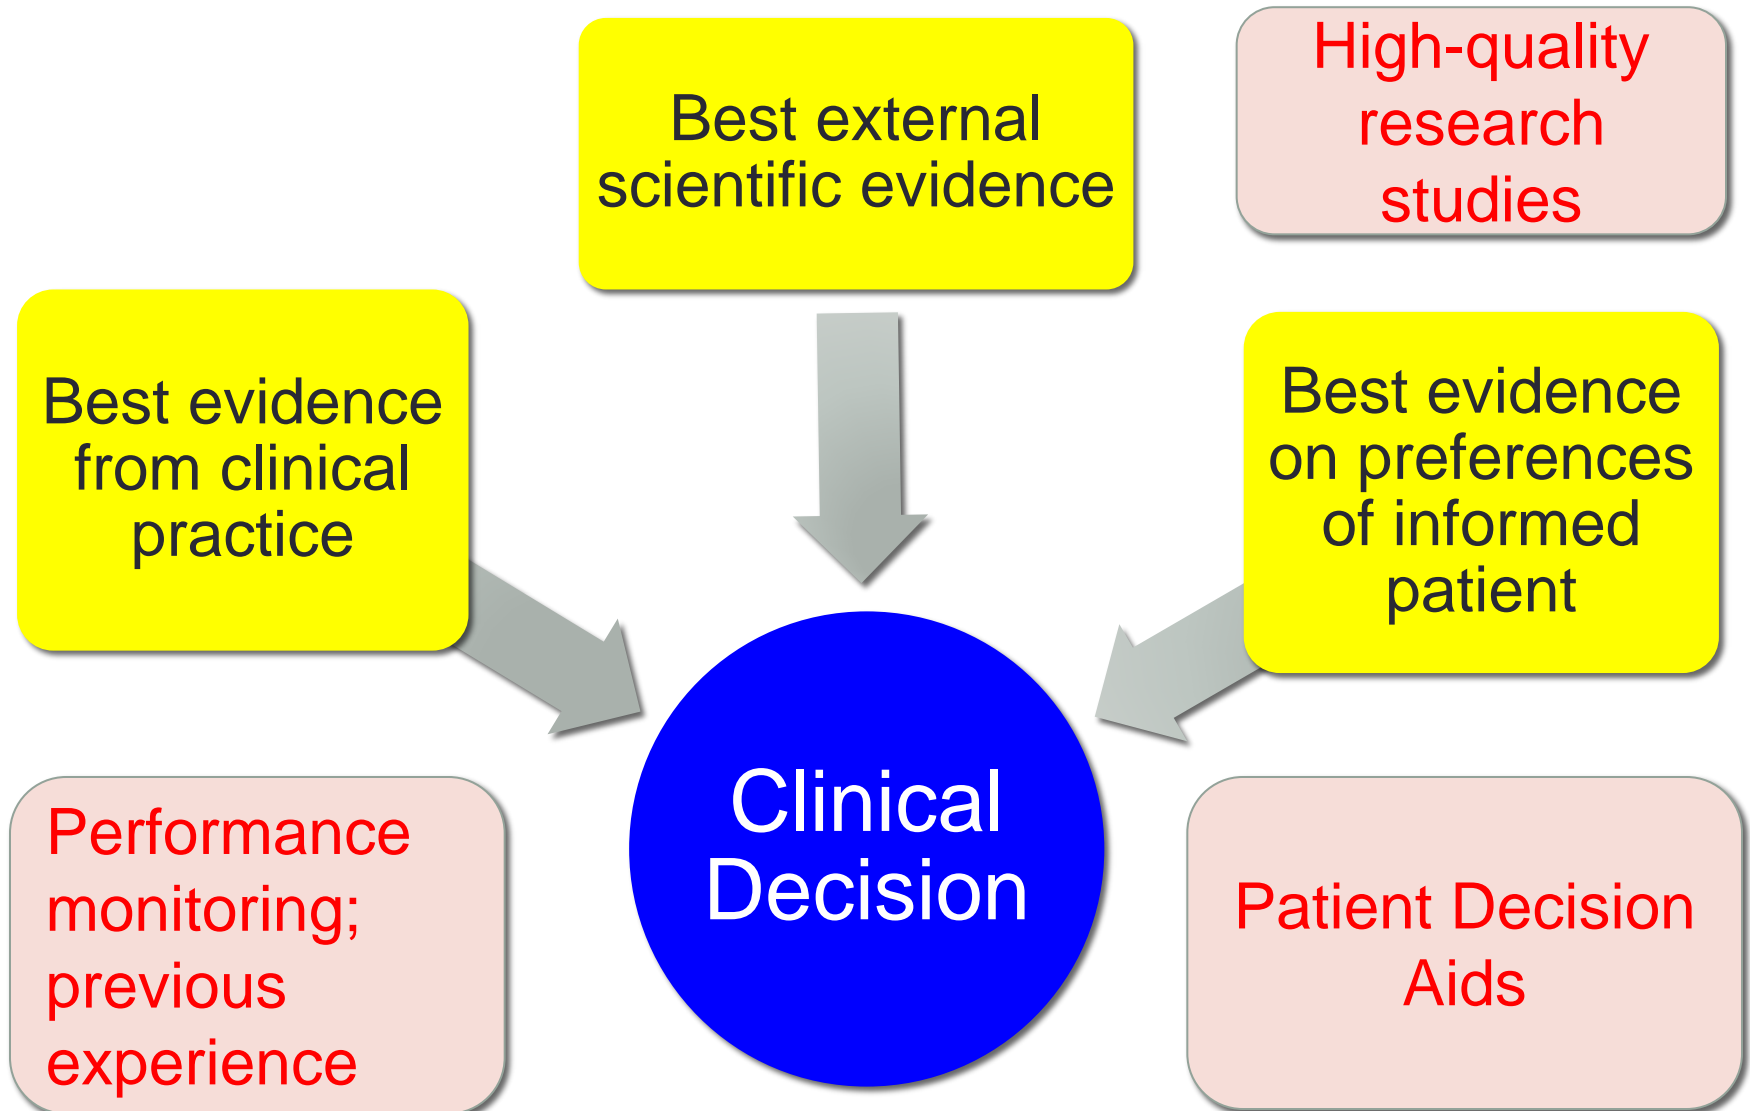 Best external
scientific evidence
High-quality
research
studies
Best evidence
from clinical
practice
Best evidence
on preferences
of informed
patient
Clinical
Decision
Performance
monitoring;
previous
experience
Patient Decision
Aids